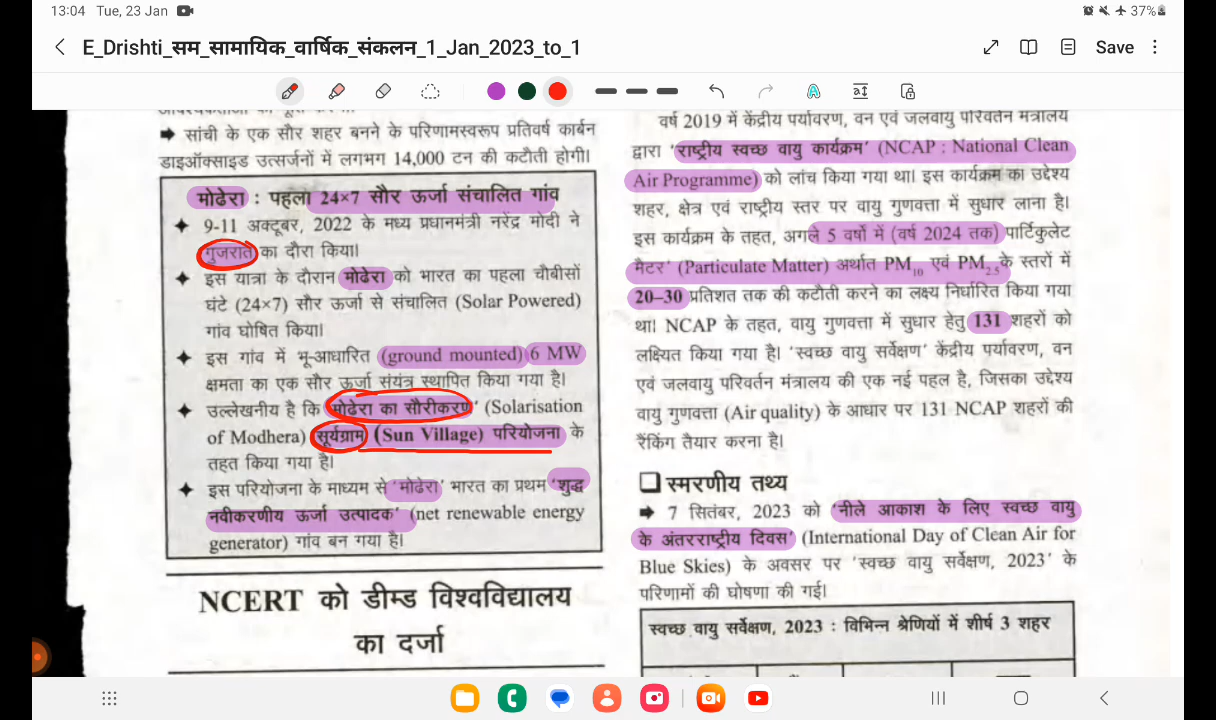 13:04 Tue, 23 Jan
37%
E_Drishti_सम_सामायिक_वार्षिक_संकलन_1_Jan_2023_to_1
Save
➡ सांची के एक सौर शहर बनने के परिणामस्वरूप प्रतिवर्ष कार्बन
डाइऑक्साइड उत्सर्जनों में लगभग 14,000 टन की कटौती होगी।
मोढेरा : पहला 24×7 सौर ऊर्जा संचालित गांव
✦ 9-11 अक्टूबर, 2022 के मध्य प्रधानमंत्री नरेंद्र मोदी ने
गुजरात का दौरा किया।
✦ इस यात्रा के दौरान मोढेरा को भारत का पहला चौबीसों
घंटे (24×7) सौर ऊर्जा से संचालित (Solar Powered)
गांव घोषित किया।
✦ इस गांव में भू-आधारित (ground mounted) 6 MW
क्षमता का एक सौर ऊर्जा संयंत्र स्थापित किया गया है।
✦ उल्लेखनीय है कि 'मोढेरा का सौरीकरण' (Solarisation
of Modhera) सूर्यग्राम (Sun Village) परियोजना के
तहत किया गया है।
✦ इस परियोजना के माध्यम से 'मोढेरा' भारत का प्रथम 'शुद्ध
नवीकरणीय ऊर्जा उत्पादक' (net renewable energy
generator) गांव बन गया है।
NCERT को डीम्ड विश्वविद्यालय
का दर्जा
वर्ष 2019 में केंद्रीय पर्यावरण, वन एवं जलवायु परिवर्तन मंत्रालय
द्वारा 'राष्ट्रीय स्वच्छ वायु कार्यक्रम' (NCAP : National Clean
Air Programme) को लांच किया गया था। इस कार्यक्रम का उद्देश्य
शहर, क्षेत्र एवं राष्ट्रीय स्तर पर वायु गुणवत्ता में सुधार लाना है।
इस कार्यक्रम के तहत, अगले 5 वर्षों में (वर्ष 2024 तक) पार्टिकुलेट
मैटर' (Particulate Matter) अर्थात PM10 एवं PM2.5 के स्तरों में
20–30 प्रतिशत तक की कटौती करने का लक्ष्य निर्धारित किया गया
था। NCAP के तहत, वायु गुणवत्ता में सुधार हेतु 131 शहरों को
लक्ष्यित किया गया है। 'स्वच्छ वायु सर्वेक्षण' केंद्रीय पर्यावरण, वन
एवं जलवायु परिवर्तन मंत्रालय की एक नई पहल है, जिसका उद्देश्य
वायु गुणवत्ता (Air quality) के आधार पर 131 NCAP शहरों की
रैंकिंग तैयार करना है।
❑ स्मरणीय तथ्य
➡ 7 सितंबर, 2023 को 'नीले आकाश के लिए स्वच्छ वायु
के अंतरराष्ट्रीय दिवस' (International Day of Clean Air for
Blue Skies) के अवसर पर 'स्वच्छ वायु सर्वेक्षण, 2023' के
परिणामों की घोषणा की गई।
स्वच्छ वायु सर्वेक्षण, 2023 : विभिन्न श्रेणियों में शीर्ष 3 शहर